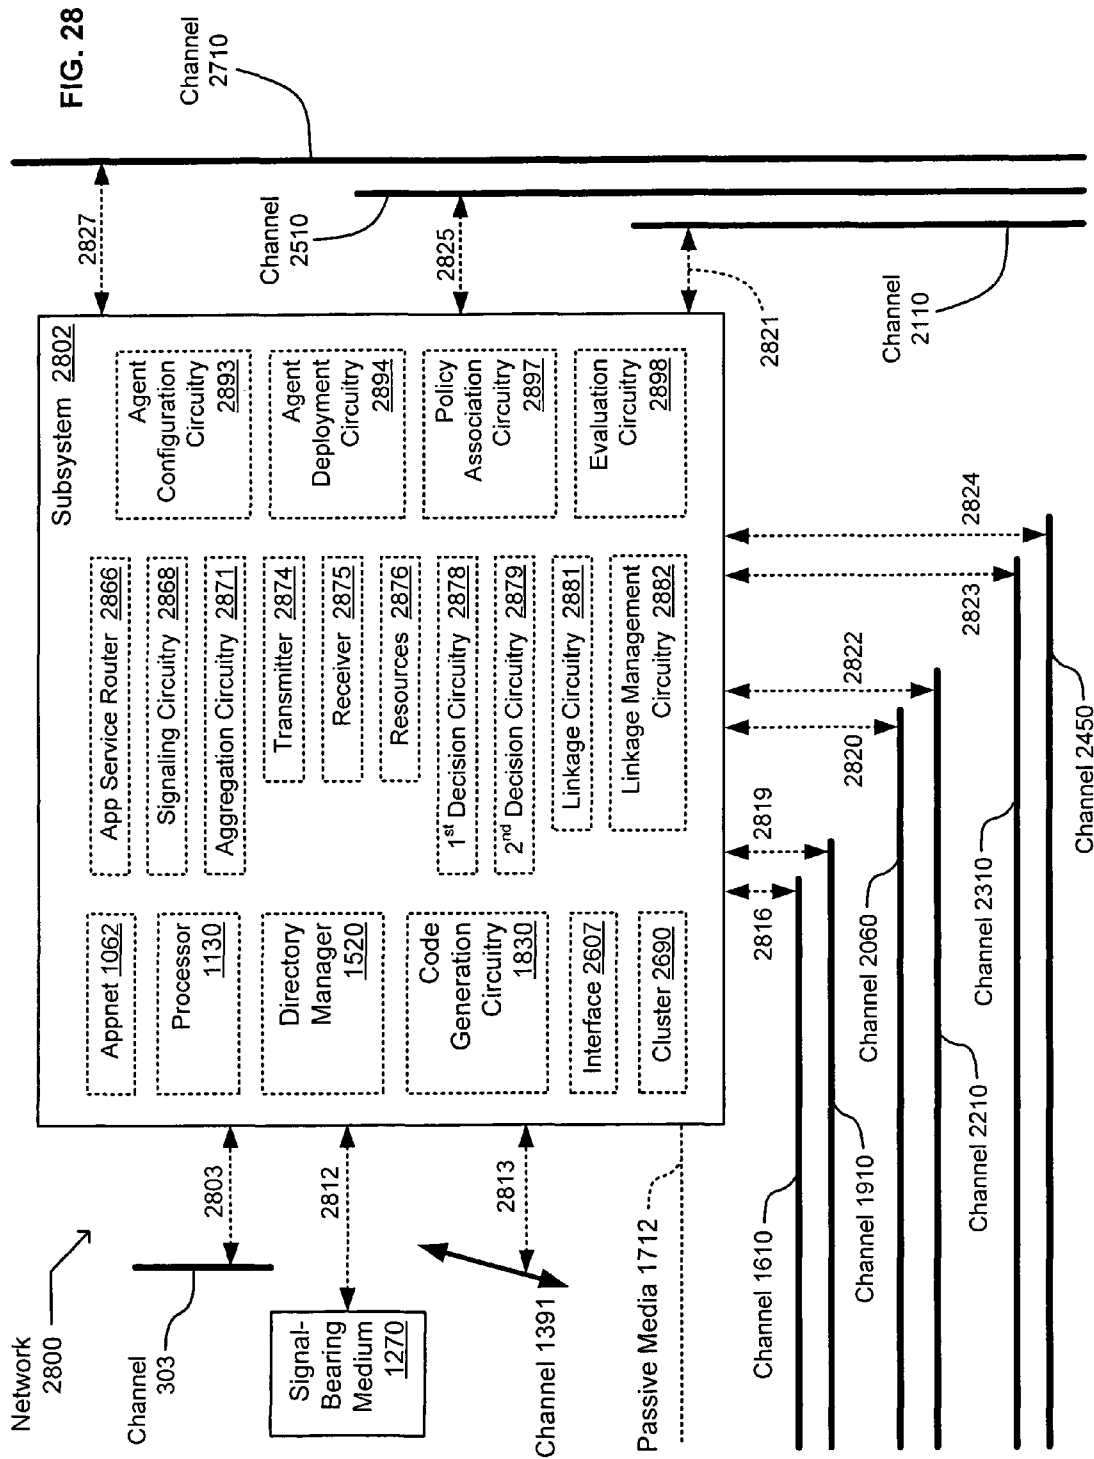 FIG. 28
Network
2800
Channel
303
Signal-
Bearing
Medium
1270
Channel 1391
Passive Media 1712
2803
2812
2813
Subsystem 2802
Appnet 1062
Processor
1130
Directory
Manager
1520
Code
Generation
Circuitry
1830
Interface 2607
Cluster 2690
App Service Router 2866
Signaling Circuitry 2868
Aggregation Circuitry 2871
Transmitter 2874
Receiver 2875
Resources 2876
1st Decision Circuitry 2878
2nd Decision Circuitry 2879
Linkage Circuitry 2881
Linkage Management
Circuitry 2882
Agent
Configuration
Circuitry
2893
Agent
Deployment
Circuitry
2894
Policy
Association
Circuitry
2897
Evaluation
Circuitry
2898
2827
Channel
2710
Channel
2510
2825
2821
Channel
2110
2816
2819
2820
2822
2823
2824
Channel 1610
Channel 1910
Channel 2060
Channel 2210
Channel 2310
Channel 2450